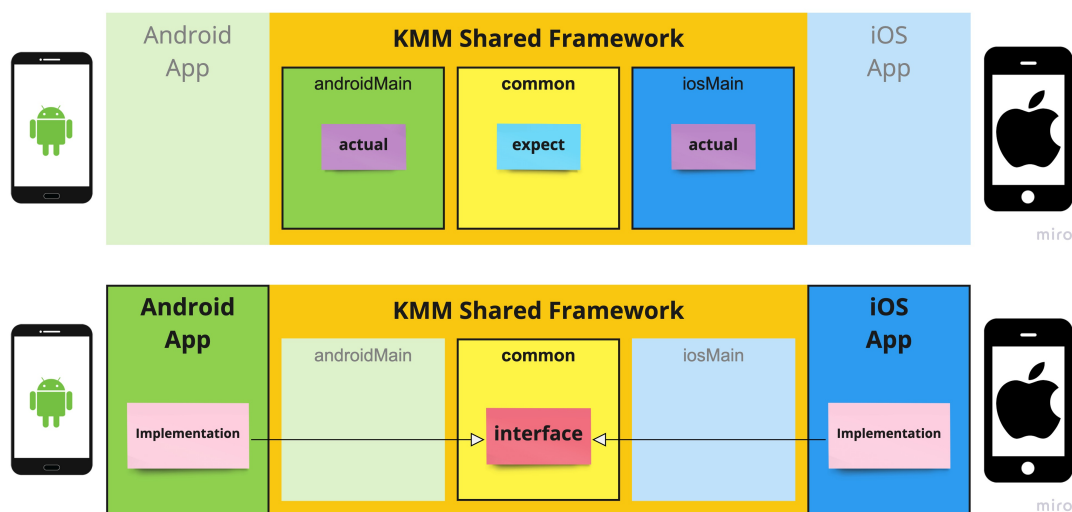 Android
App
KMM Shared Framework
iOS
App
androidMain
common
iosMain
actual
expect
actual
miro
Android
App
KMM Shared Framework
iOS
App
androidMain
common
iosMain
Implementation
interface
Implementation
miro